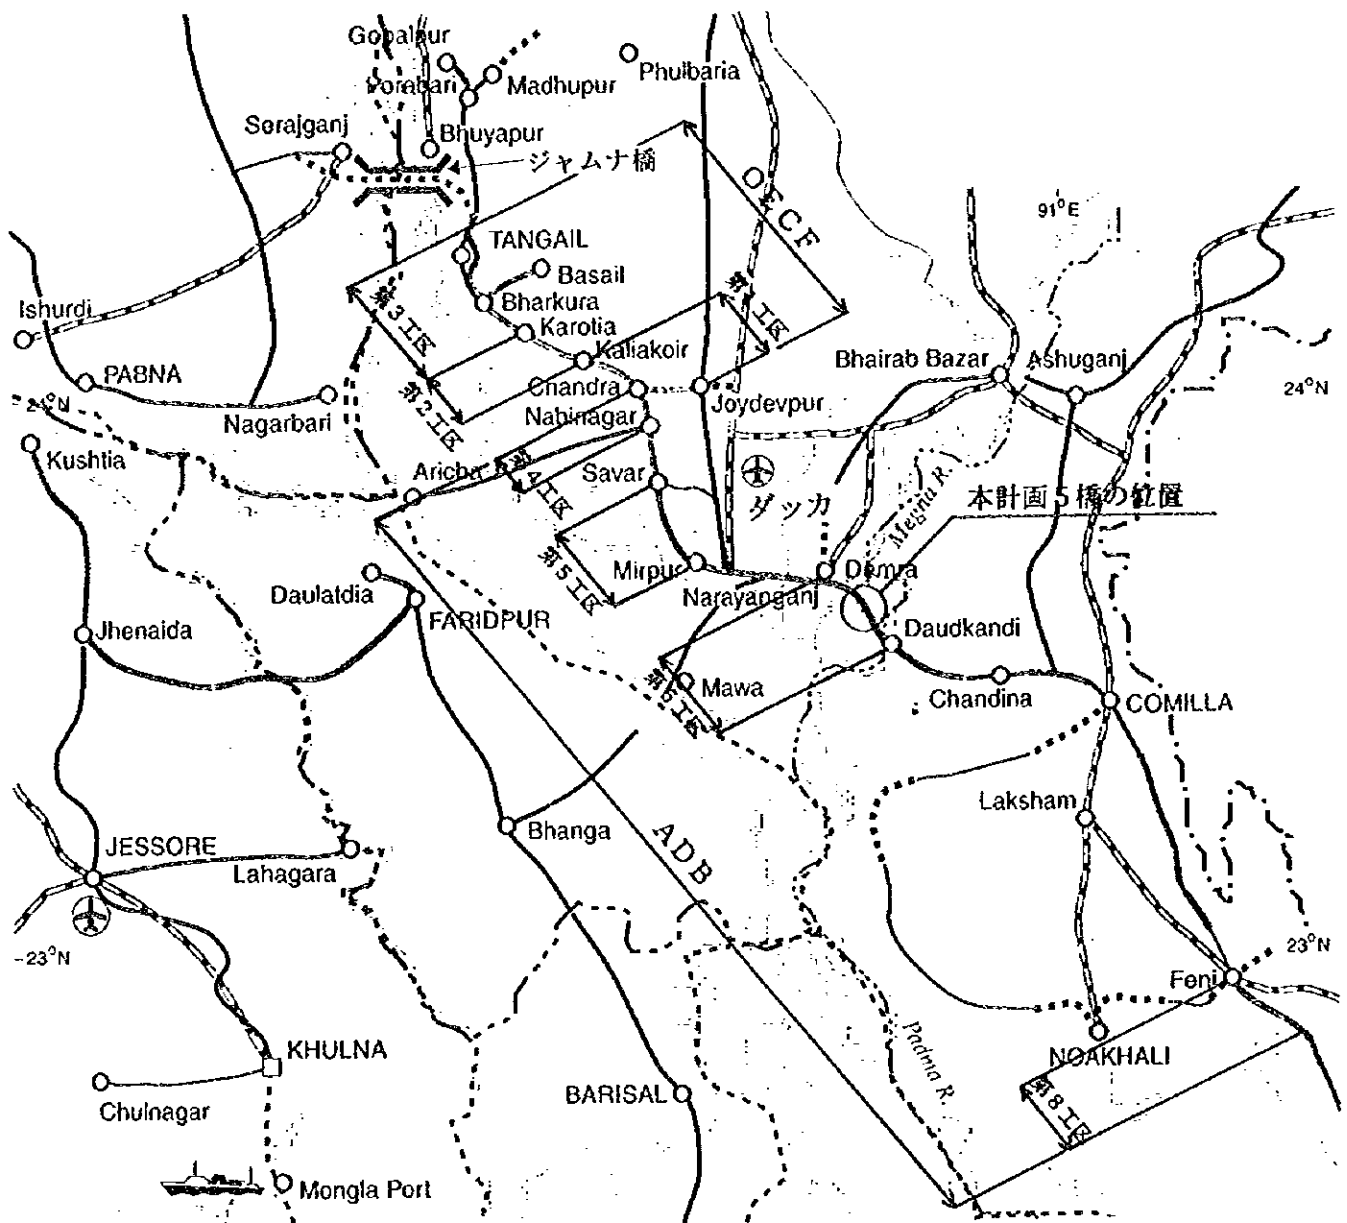 Gopalpur
Porabari
Madhupur
Phulbaria
Serajganj
Bhuyapur
ジャムナ橋
OECF
91°E
TANGAIL
Basail
Bharkura
第3工区
第1工区
Ishurdi
Karotia
Kaliakoir
Bhairab Bazar
Ashuganj
PABNA
Chandra
Joydevpur
24°N
-24°N
第2工区
Nabinagar
Nagarbari
Kushtia
Aricha
第4工区
Savar
ダッカ
Megna R.
本計画5橋の位置
第5工区
Mirpur
Demra
Daulatdia
Narayanganj
FARIDPUR
Jhenaida
Daudkandi
第6工区
Mawa
Chandina
COMILLA
Laksham
JESSORE
Lahagara
Bhanga
ADB
-23°N
23°N
Feni
Padma R.
KHULNA
NOAKHALI
Chulnagar
BARISAL
第8工区
Mongla Port